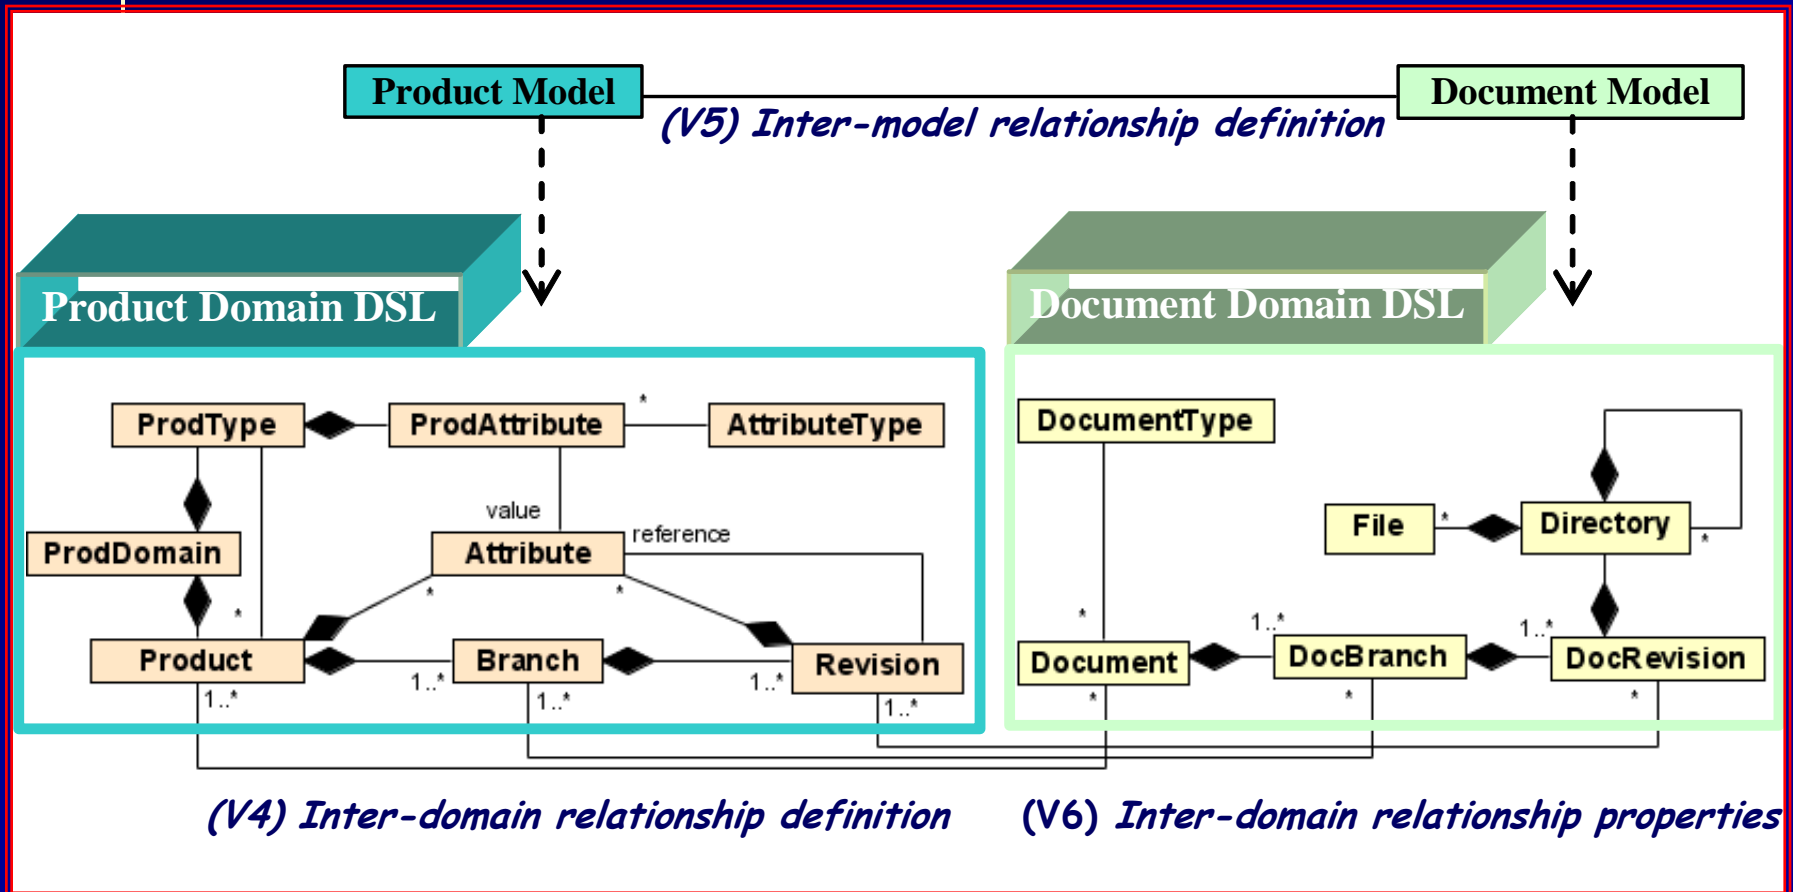 Product Model
Document Model
(V5) Inter-model relationship definition
Product Domain DSL
Document Domain DSL
ProdType
ProdAttribute
*
AttributeType
value
reference
ProdDomain
Attribute
*
*
*
Product
Branch
Revision
1..*
1..*
1..*
1..*
1..*
DocumentType
File
*
Directory
*
*
1..*
1..*
Document
DocBranch
DocRevision
*
*
*
(V4) Inter-domain relationship definition
(V6) Inter-domain relationship properties